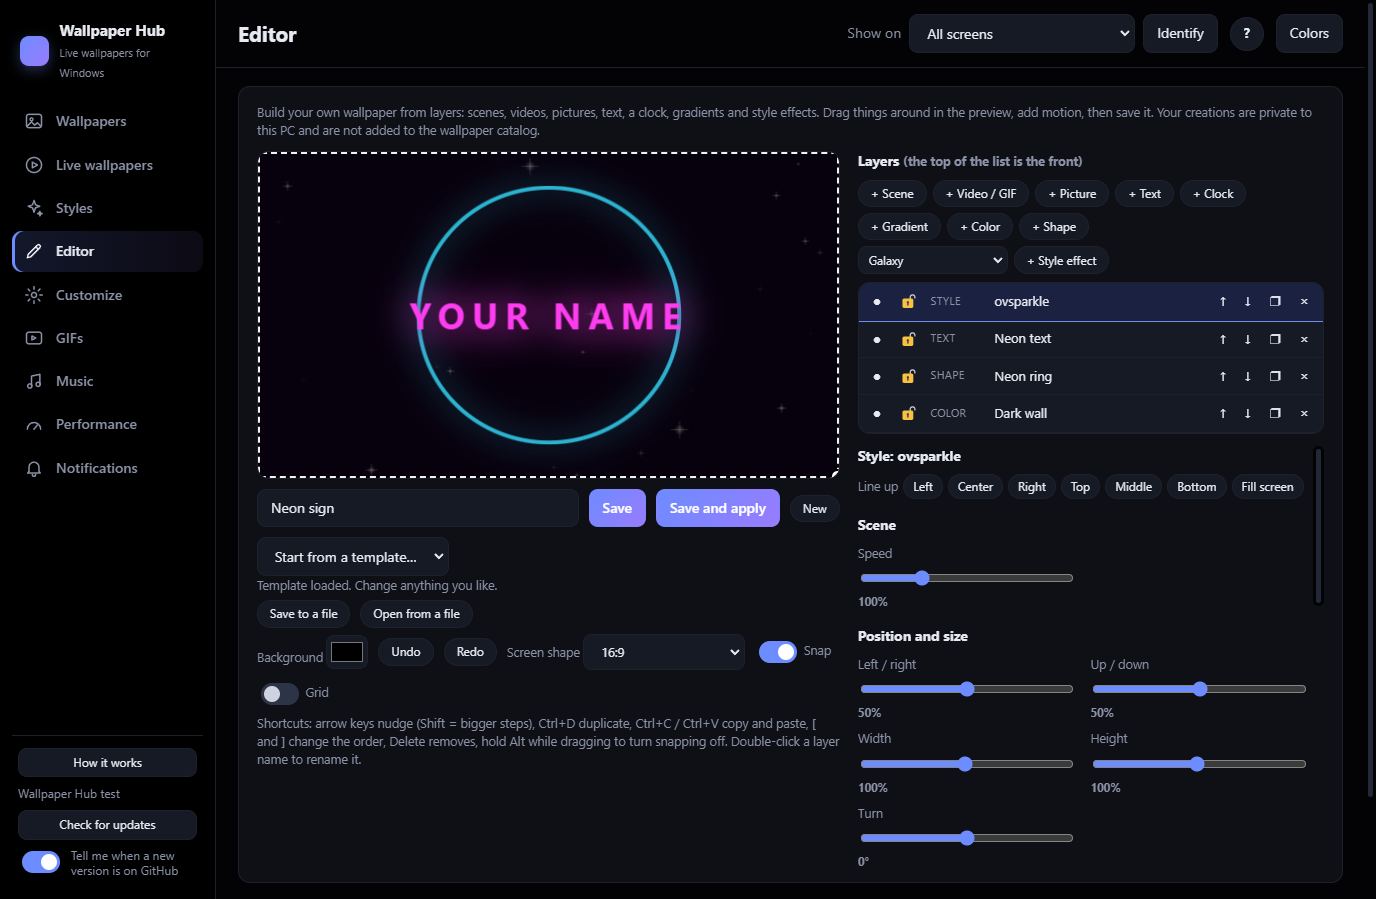 Wallpaper Hub
Live wallpapers for
Windows
Wallpapers
Live wallpapers
Styles
Editor
Customize
GIFs
Music
Performance
Notifications
How it works
Wallpaper Hub test
Check for updates
Tell me when a new
version is on GitHub
Editor
Show on
All screens
Identify
?
Colors
Build your own wallpaper from layers: scenes, videos, pictures, text, a clock, gradients and style effects. Drag things around in the preview, add motion, then save it. Your creations are private to
this PC and are not added to the wallpaper catalog.
YOUR NAME
Neon sign
Save
Save and apply
New
Start from a template...
Template loaded. Change anything you like.
Save to a file
Open from a file
Background
Undo
Redo
Screen shape
16:9
Snap
Grid
Shortcuts: arrow keys nudge (Shift = bigger steps), Ctrl+D duplicate, Ctrl+C / Ctrl+V copy and paste, [
and ] change the order, Delete removes, hold Alt while dragging to turn snapping off. Double-click a layer
name to rename it.
Layers (the top of the list is the front)
+ Scene
+ Video / GIF
+ Picture
+ Text
+ Clock
+ Gradient
+ Color
+ Shape
Galaxy
+ Style effect
STYLE ovsparkle
TEXT Neon text
SHAPE Neon ring
COLOR Dark wall
Style: ovsparkle
Line up
Left
Center
Right
Top
Middle
Bottom
Fill screen
Scene
Speed
100%
Position and size
Left / right
50%
Up / down
50%
Width
100%
Height
100%
Turn
0°